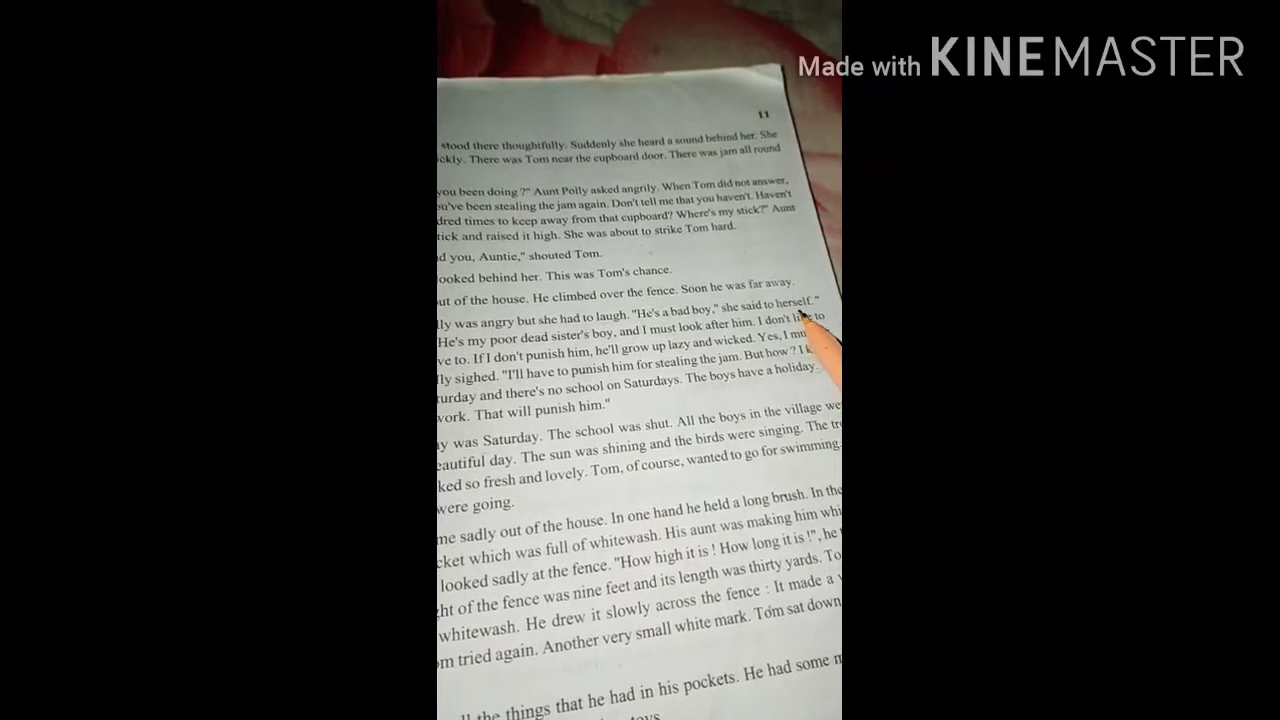 Made with KINEMASTER
11
stood there thoughtfully. Suddenly she heard a sound behind her. She
ckly. There was Tom near the cupboard door. There was jam all round
you been doing ?" Aunt Polly asked angrily. When Tom did not answer,
u've been stealing the jam again. Don't tell me that you haven't. Haven't
dred times to keep away from that cupboard? Where's my stick?" Aunt
tick and raised it high. She was about to strike Tom hard.
d you, Auntie," shouted Tom.
ooked behind her. This was Tom's chance.
ut of the house. He climbed over the fence. Soon he was far away.
lly was angry but she had to laugh. "He's a bad boy," she said to herself."
He's my poor dead sister's boy, and I must look after him. I don't like to
ve to. If I don't punish him, he'll grow up lazy and wicked. Yes, I mu
lly sighed. "I'll have to punish him for stealing the jam. But how ? I k
turday and there's no school on Saturdays. The boys have a holiday
work. That will punish him."
ay was Saturday. The school was shut. All the boys in the village we
eautiful day. The sun was shining and the birds were singing. The tr
ked so fresh and lovely. Tom, of course, wanted to go for swimming.
were going.
me sadly out of the house. In one hand he held a long brush. In the
cket which was full of whitewash. His aunt was making him whi
looked sadly at the fence. "How high it is ! How long it is !", he
ght of the fence was nine feet and its length was thirty yards. To
whitewash. He drew it slowly across the fence : It made a
om tried again. Another very small white mark. Tom sat down
ll the things that he had in his pockets. He had some m
toys